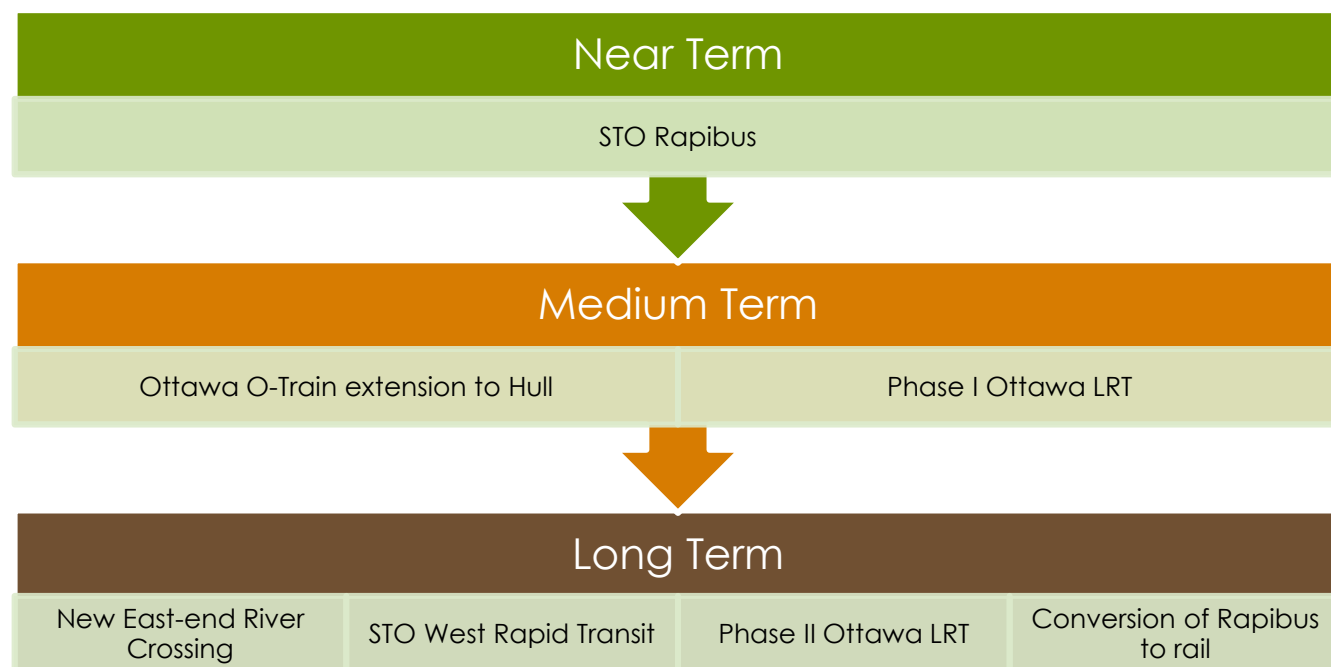 Near Term
STO Rapibus
Medium Term
Ottawa O-Train extension to Hull
Phase I Ottawa LRT
Long Term
New East-end River
Crossing
STO West Rapid Transit
Phase II Ottawa LRT
Conversion of Rapibus
to rail